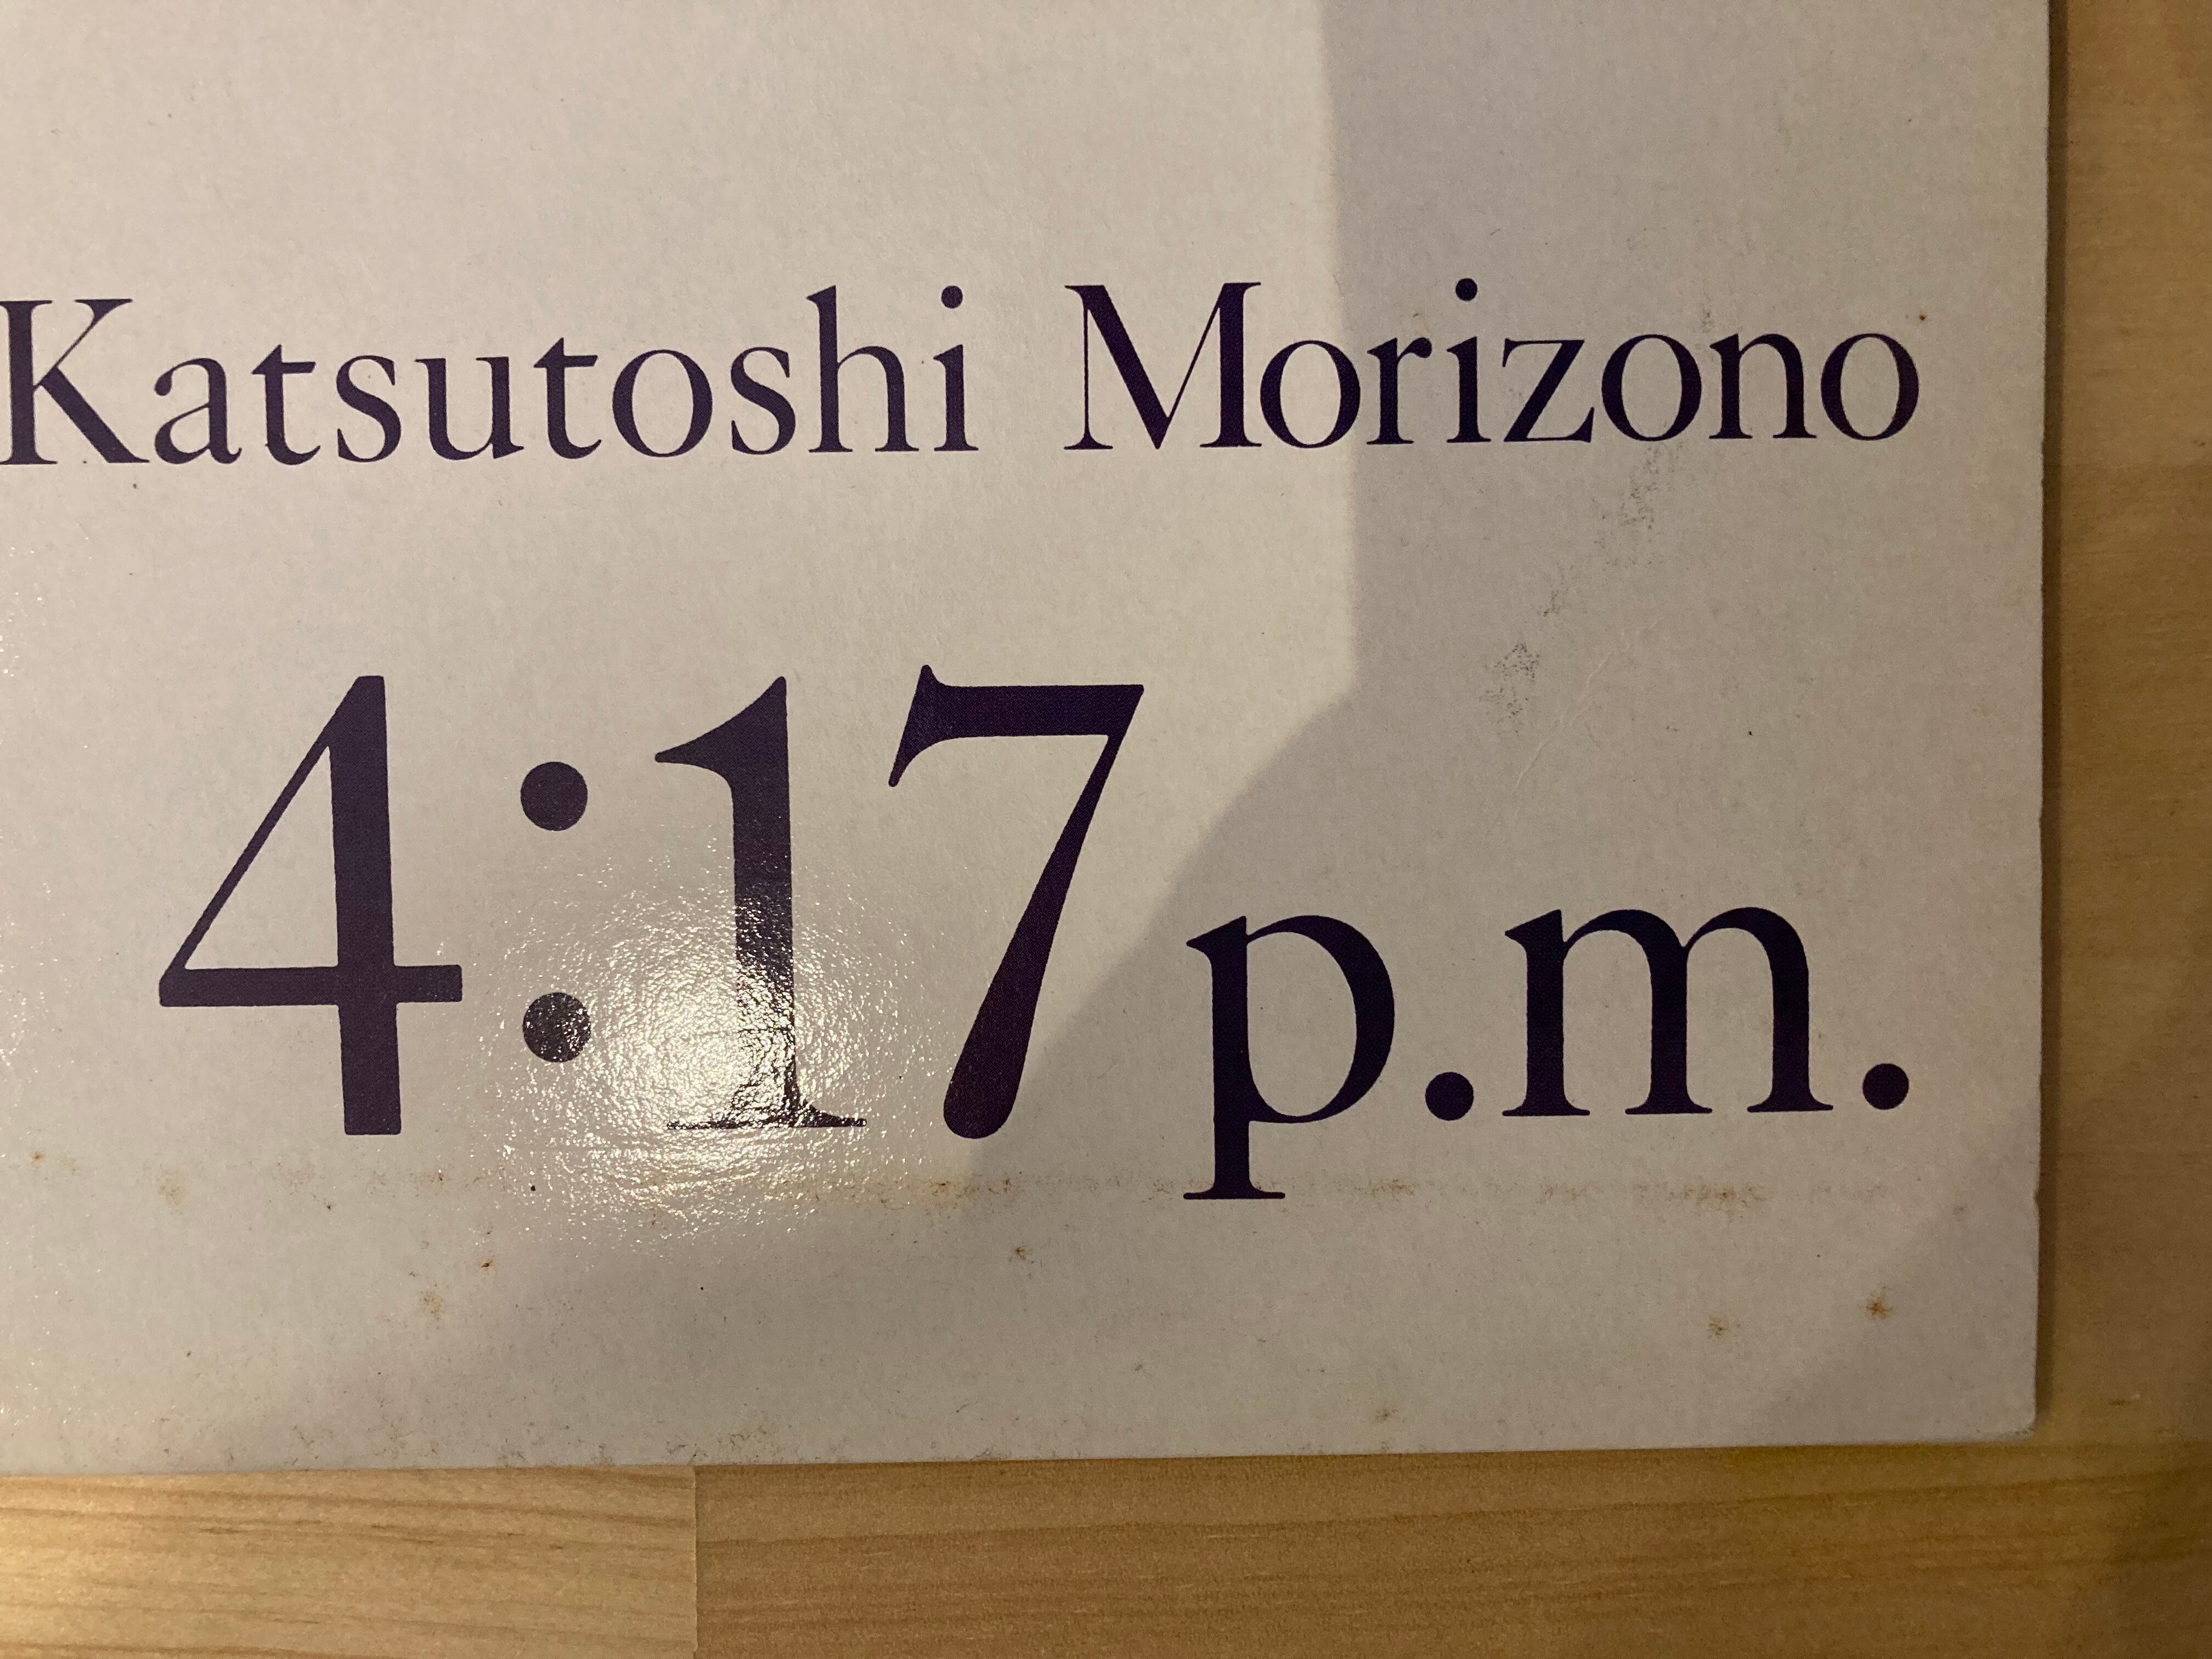 Katsutoshi Morizono
4:17 p.m.